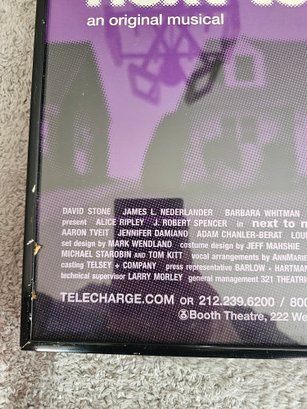 an original musical
DAVID STONE JAMES L. NEDERLANDER BARBARA WHITMAN
present ALICE RIPLEY J. ROBERT SPENCER in next to n
AARON TVEIT JENNIFER DAMIANO ADAM CHANLER-BERAT LOU
set design by MARK WENDLAND costume design by JEFF MAHSHIE
MICHAEL STAROBIN AND TOM KITT vocal arrangements by AnnMarie
casting TELSEY + COMPANY press representative BARLOW • HARTMAN
technical supervisor LARRY MORLEY general management 321 THEATRI
TELECHARGE.COM OR 212.239.6200 / 800
Booth Theatre, 222 We